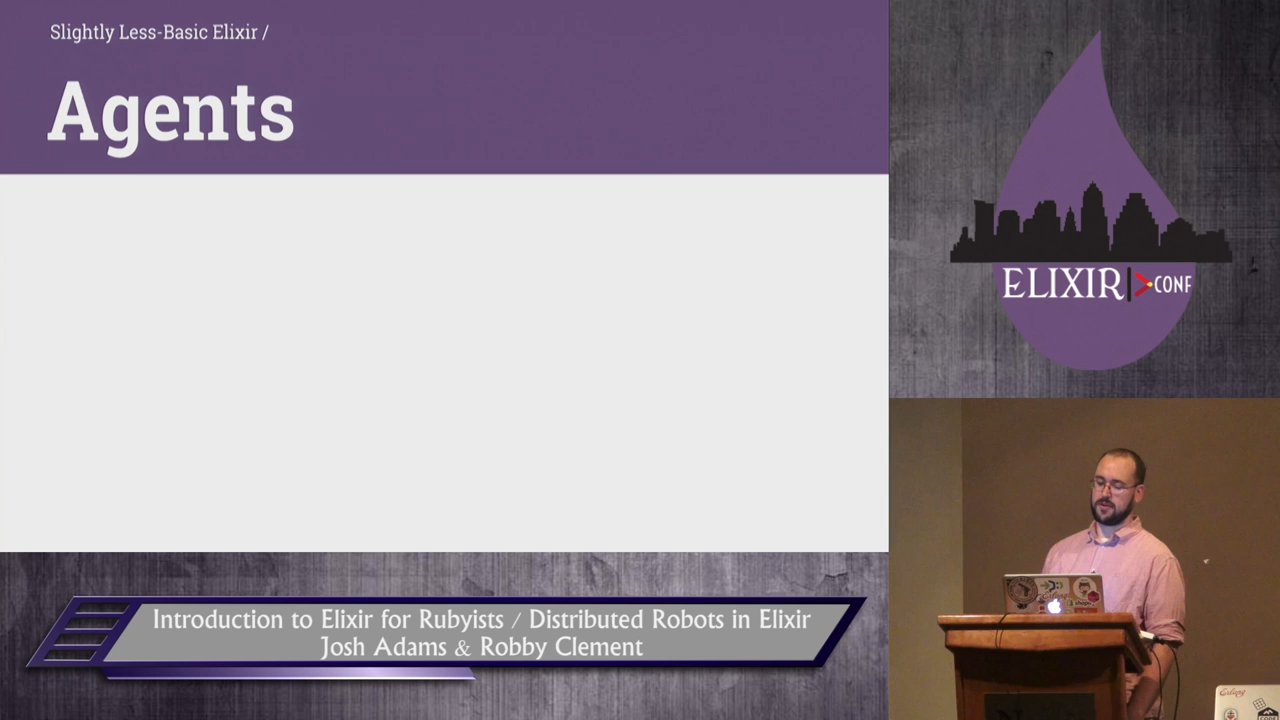 Slightly Less-Basic Elixir /
Agents
ELIXIR|>CONF
Introduction to Elixir for Rubyists / Distributed Robots in Elixir
Josh Adams & Robby Clement
Erlang